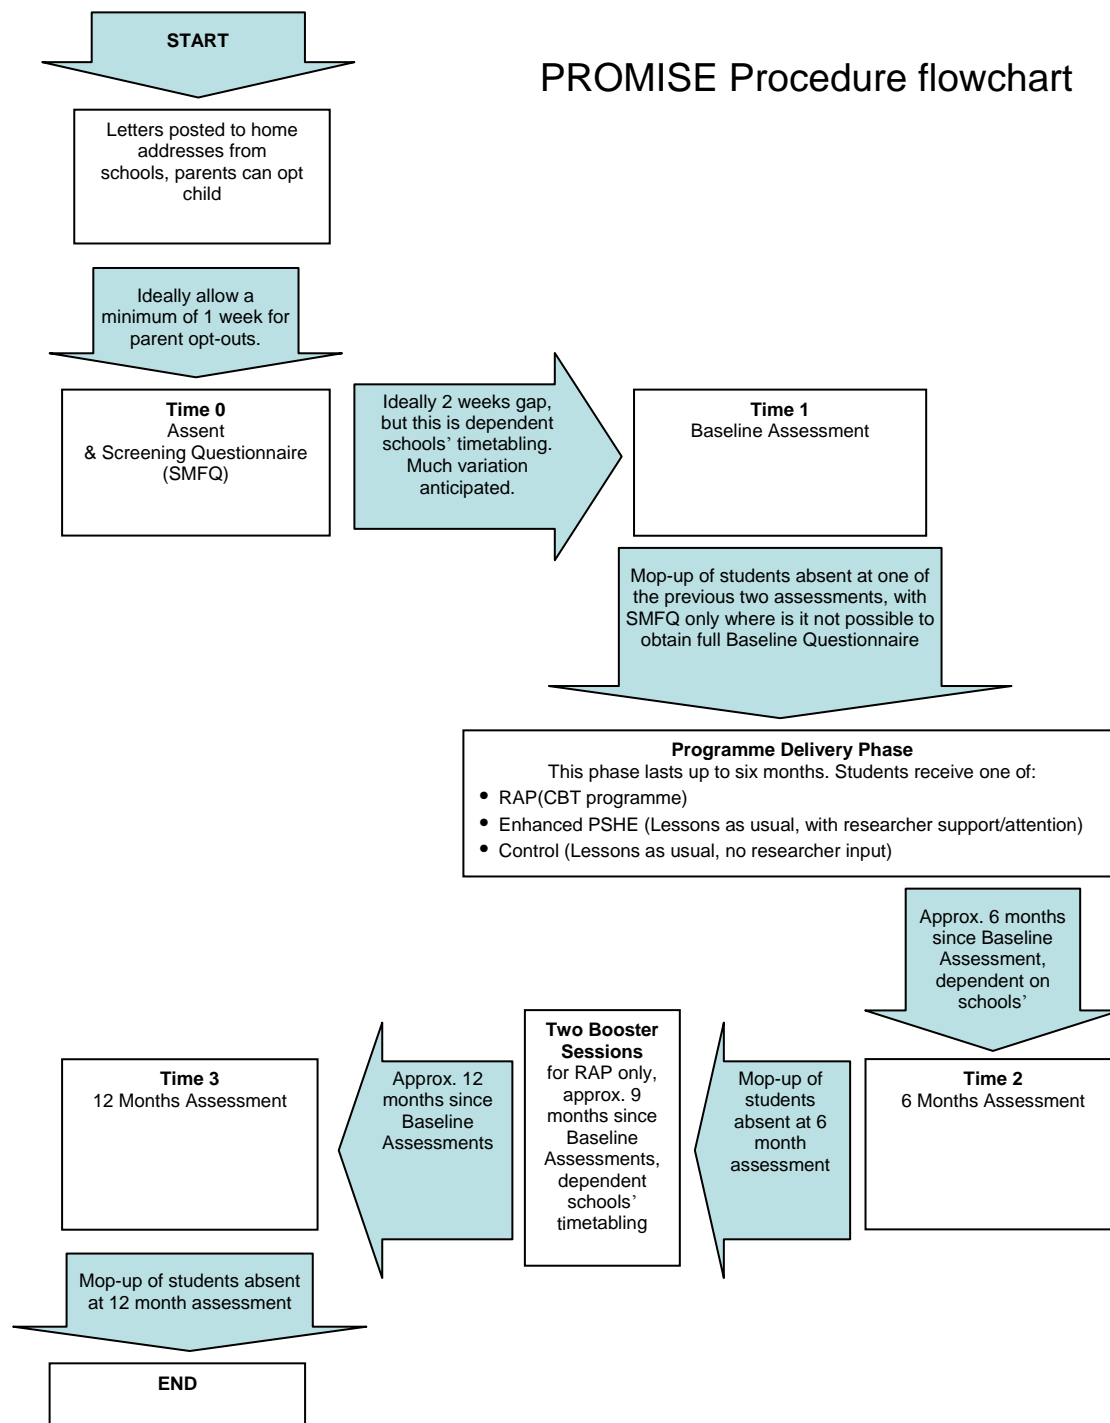 START
PROMISE Procedure flowchart
Letters posted to home
addresses from
schools, parents can opt
child
Ideally allow a
minimum of 1 week for
parent opt-outs.
Time 0
Assent
& Screening Questionnaire
(SMFQ)
Ideally 2 weeks gap,
but this is dependent
schools’ timetabling.
Much variation
anticipated.
Time 1
Baseline Assessment
Mop-up of students absent at one of
the previous two assessments, with
SMFQ only where is it not possible to
obtain full Baseline Questionnaire
Programme Delivery Phase
This phase lasts up to six months. Students receive one of:
• RAP(CBT programme)
• Enhanced PSHE (Lessons as usual, with researcher support/attention)
• Control (Lessons as usual, no researcher input)
Approx. 6 months
since Baseline
Assessment,
dependent on
schools’
Time 2
6 Months Assessment
Mop-up of
students
absent at 6
month
assessment
Two Booster
Sessions
for RAP only,
approx. 9
months since
Baseline
Assessments,
dependent
schools’
timetabling
Approx. 12
months since
Baseline
Assessments
Time 3
12 Months Assessment
Mop-up of students absent
at 12 month assessment
END